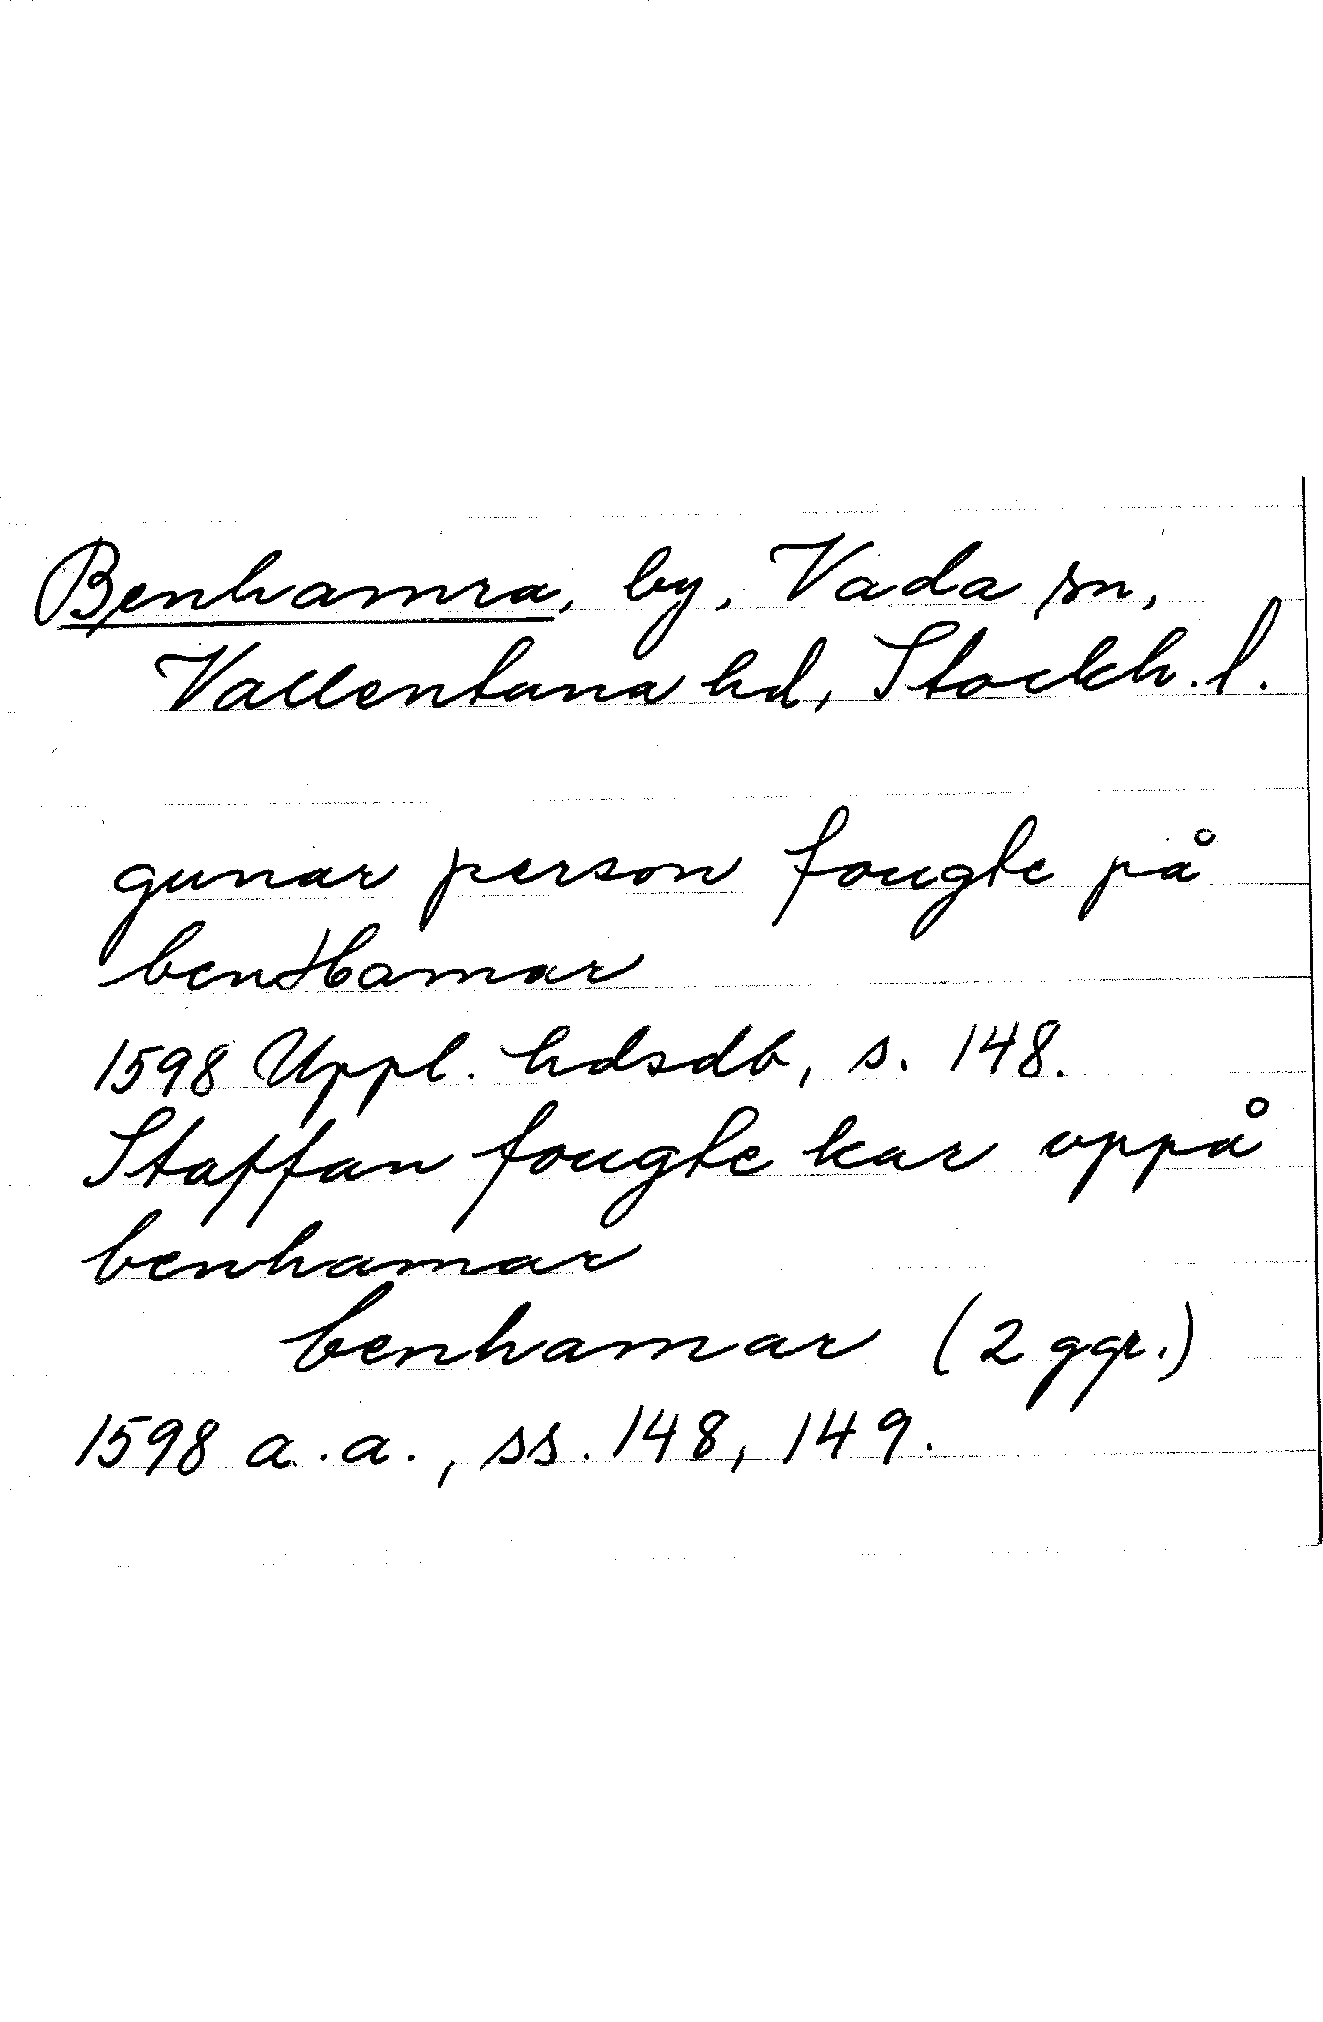 Benhamra, by, Vada sn,
Vallentuna hd, Stockh. l.
gunar person fougte på
benHamar
1598 Uppl. hdsdb, s. 148.
Staffan fougte kar oppå
benhamar
benhamar (2 ggr.)
1598 a.a., ss. 148, 149.